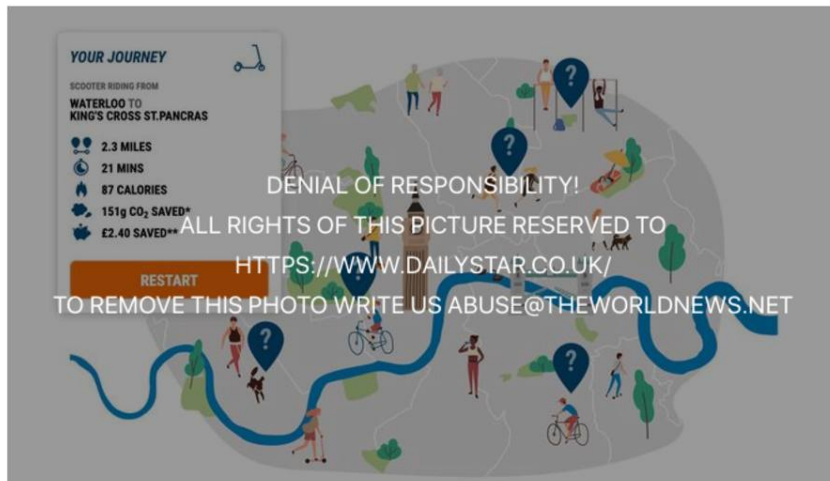 YOUR JOURNEY
SCOOTER RIDING FROM
WATERLOO TO
KING'S CROSS ST.PANCRAS
2.3 MILES
21 MINS
87 CALORIES
151g CO₂ SAVED*
£2.40 SAVED**
RESTART
?
?
?
?
?
DENIAL OF RESPONSIBILITY!
ALL RIGHTS OF THIS PICTURE RESERVED TO
HTTPS://WWW.DAILYSTAR.CO.UK/
TO REMOVE THIS PHOTO WRITE US ABUSE@THEWORLDNEWS.NET